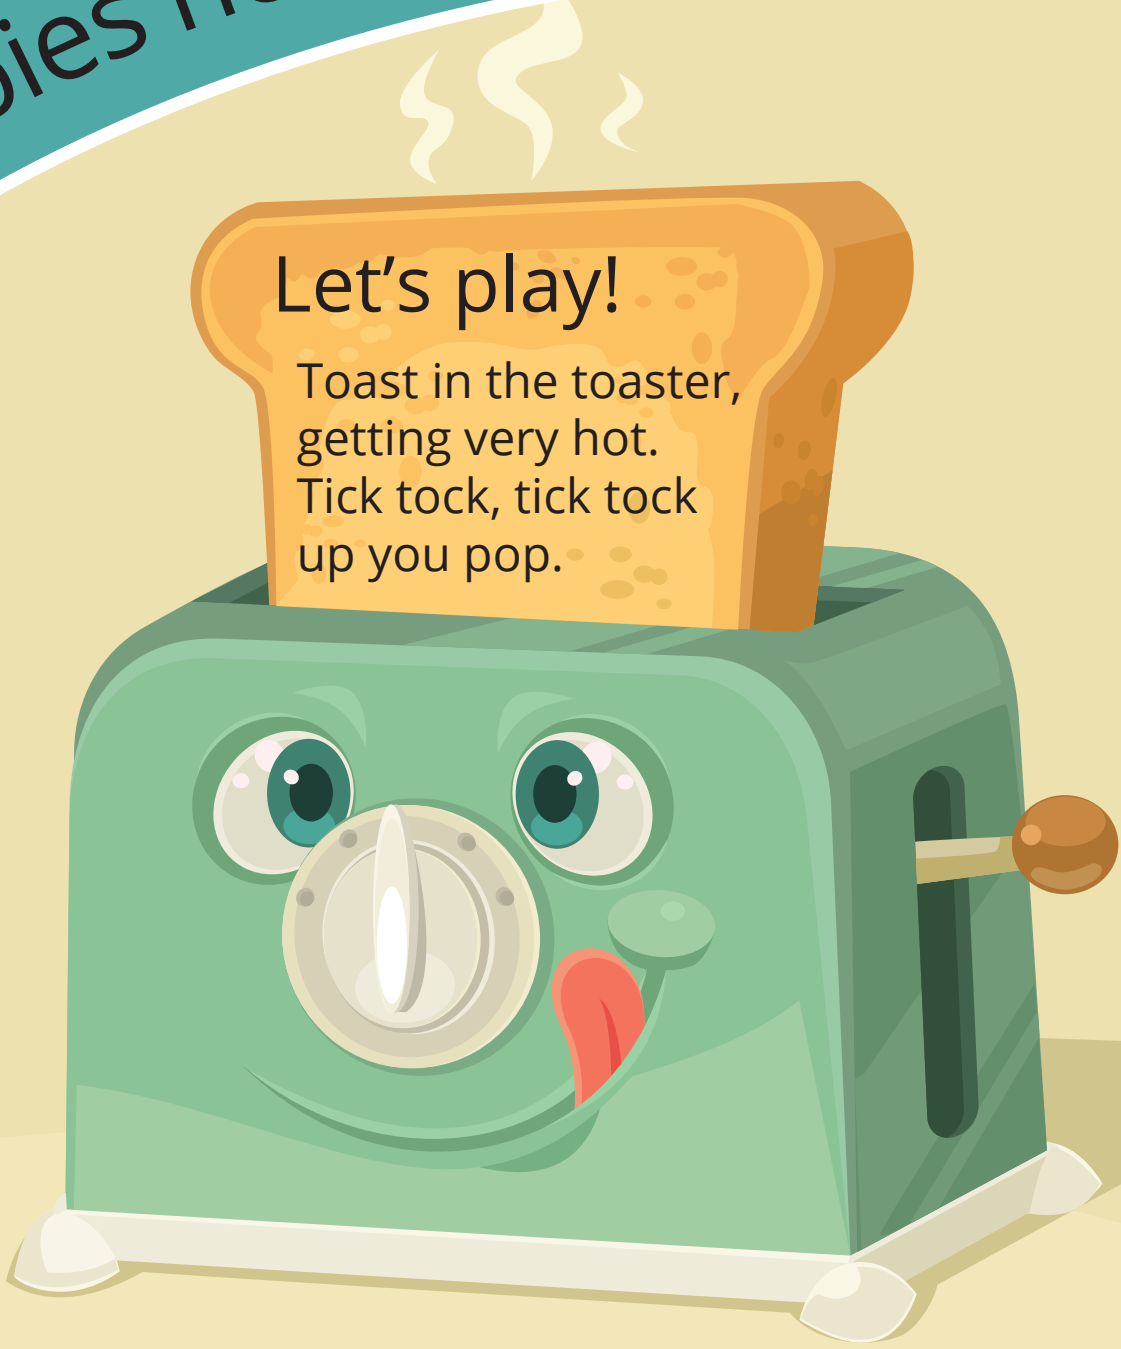 Let’s play!
Toast in the toaster,
getting very hot.
Tick tock, tick tock
up you pop.